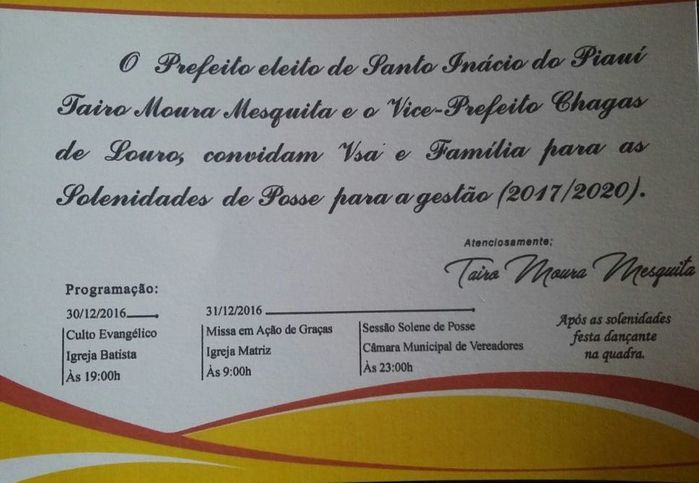 O Prefeito eleito de Santo Inácio do Piauí
Tairo Moura Mesquita e o Vice-Prefeito Chagas
de Louro, convidam Vsa e Família para as
Solenidades de Posse para a gestão (2017/2020).
Atenciosamente;
Tairo Moura Mesquita
Programação:
30/12/2016
Culto Evangélico
Igreja Batista
Às 19:00h
31/12/2016
Missa em Ação de Graças
Igreja Matriz
Às 9:00h
Sessão Solene de Posse
Câmara Municipal de Vereadores
Às 23:00h
Após as solenidades
festa dançante
na quadra.